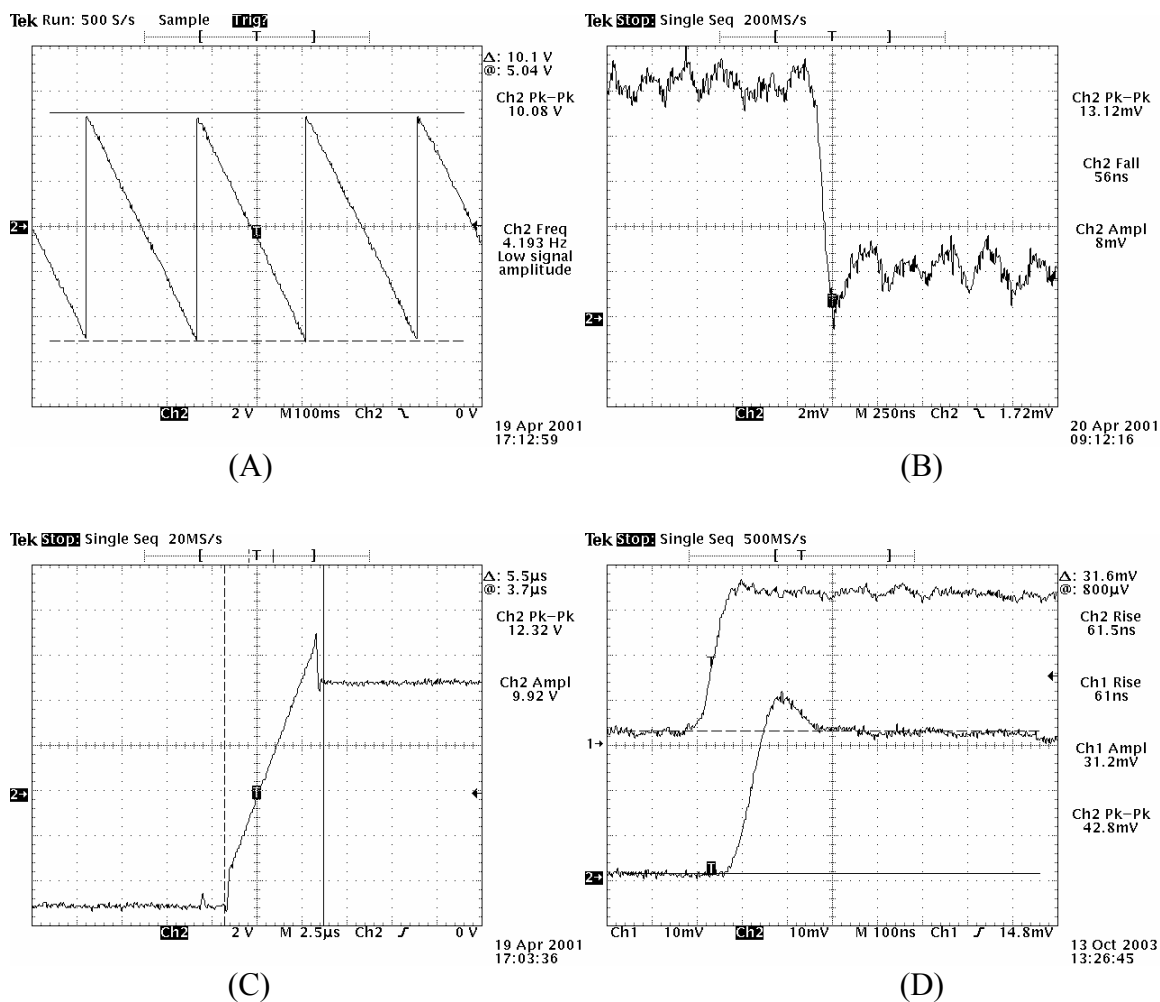 Tek Run: 500 S/s Sample Trig?
Δ: 10.1 V
@: 5.04 V
Ch2 Pk-Pk
10.08 V
Ch2 Freq
4.193 Hz
Low signal
amplitude
T
T
2→
Ch2 2 V M 100ms Ch2 0 V
19 Apr 2001
17:12:59
(A)
Tek Stop: Single Seq 200MS/s
T
Ch2 Pk-Pk
13.12mV
Ch2 Fall
56ns
Ch2 Ampl
8mV
T
2→
Ch2 2mV M 250ns Ch2 1.72mV
20 Apr 2001
09:12:16
(B)
Tek Stop: Single Seq 20MS/s
T
Δ: 5.5µs
@: 3.7µs
Ch2 Pk-Pk
12.32 V
Ch2 Ampl
9.92 V
T
2→
Ch2 2 V M 2.5µs Ch2 0 V
19 Apr 2001
17:03:36
(C)
Tek Stop: Single Seq 500MS/s
T
Δ: 31.6mV
@: 800µV
Ch2 Rise
61.5ns
Ch1 Rise
61ns
1→
Ch1 Ampl
31.2mV
Ch2 Pk-Pk
42.8mV
T
2→
Ch1 10mV Ch2 10mV M 100ns Ch1 14.8mV
13 Oct 2003
13:26:45
(D)